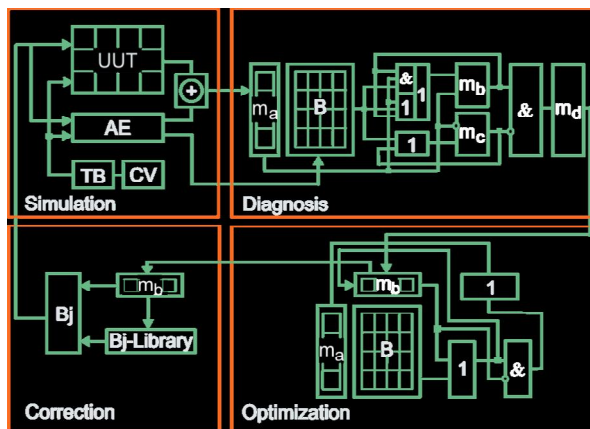 UUT
+
AE
TB
CV
Simulation
ma
B
&
1
1
1
mb
mc
&
md
Diagnosis
Bj
mb
Bj-Library
Correction
mb
1
ma
B
1
&
Optimization